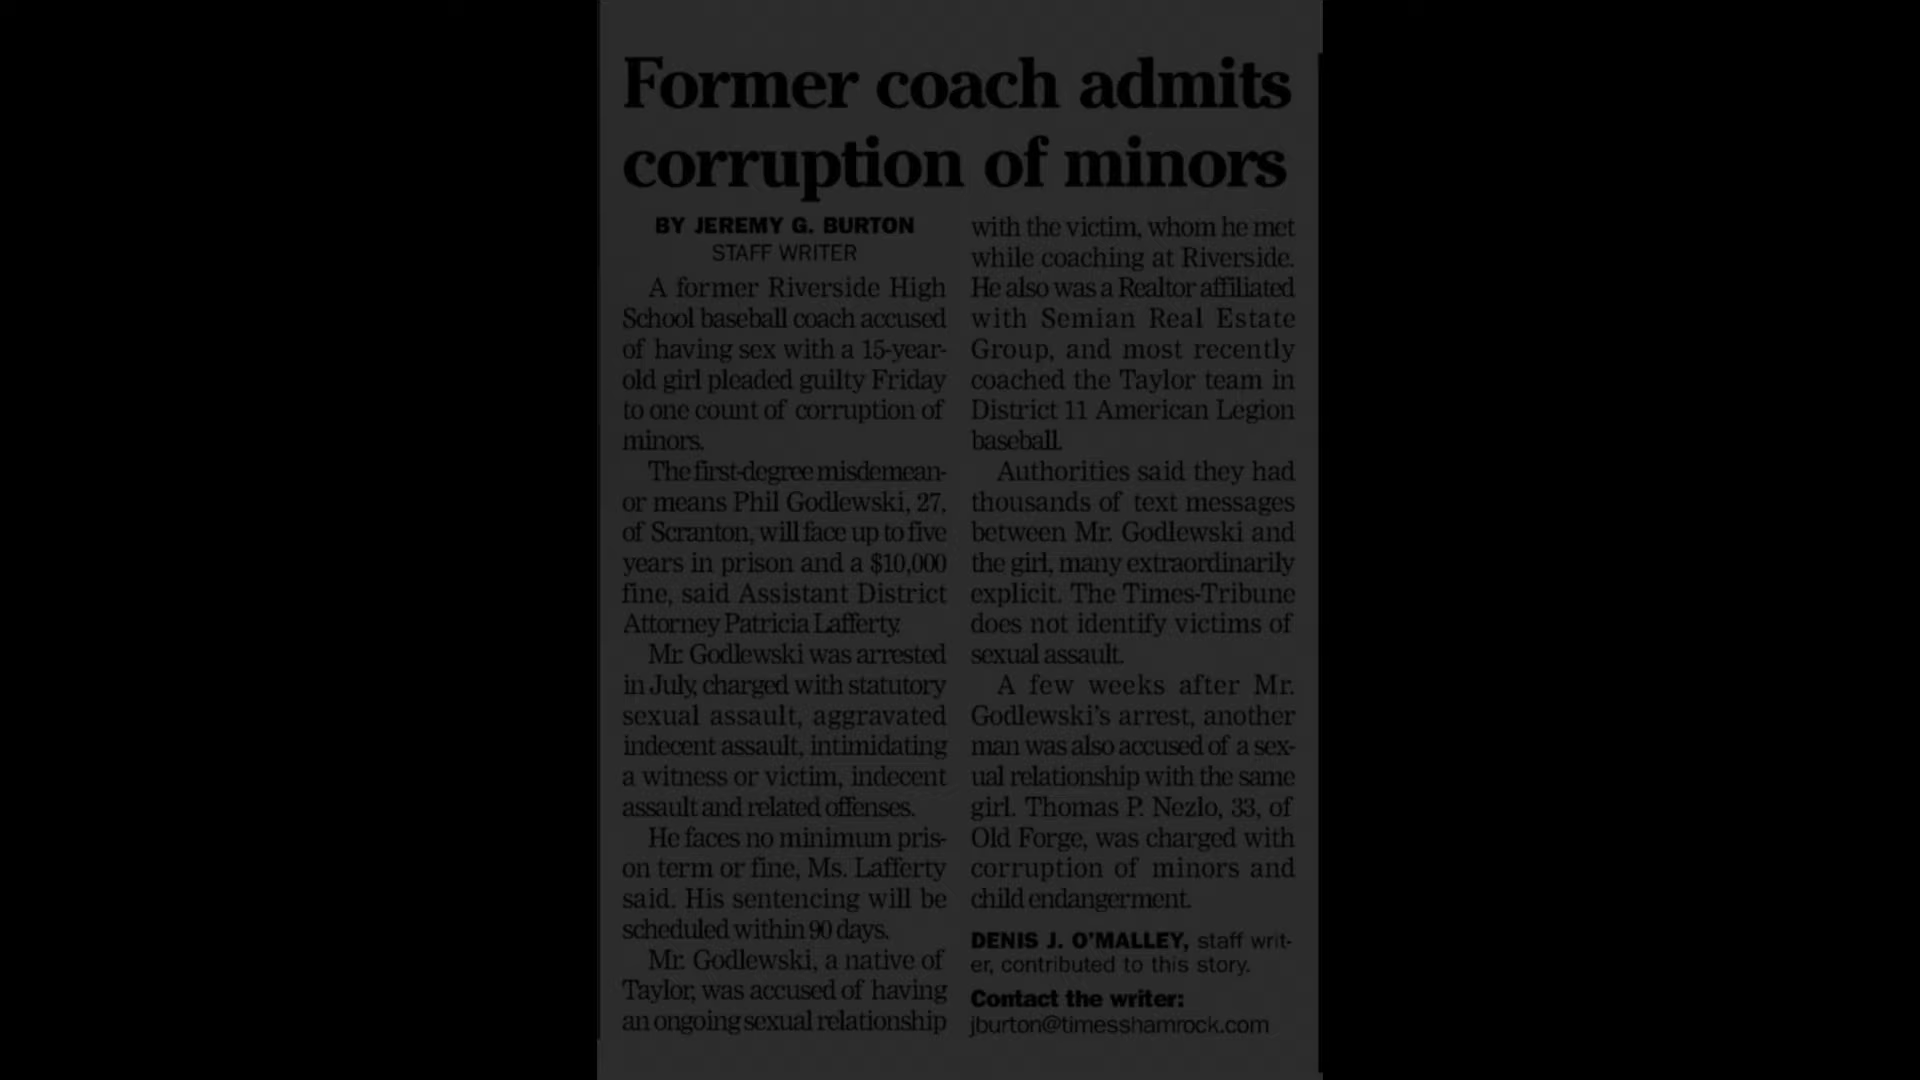 Former coach admits
corruption of minors
BY JEREMY G. BURTON
STAFF WRITER
A former Riverside High
School baseball coach accused
of having sex with a 15-year-
old girl pleaded guilty Friday
to one count of corruption of
minors.
The first-degree misdemean-
or means Phil Godlewski, 27,
of Scranton, will face up to five
years in prison and a $10,000
fine, said Assistant District
Attorney Patricia Lafferty.
Mr. Godlewski was arrested
in July, charged with statutory
sexual assault, aggravated
indecent assault, intimidating
a witness or victim, indecent
assault and related offenses.
He faces no minimum pris-
on term or fine, Ms. Lafferty
said. His sentencing will be
scheduled within 90 days.
Mr. Godlewski, a native of
Taylor, was accused of having
an ongoing sexual relationship
with the victim, whom he met
while coaching at Riverside.
He also was a Realtor affiliated
with Semian Real Estate
Group, and most recently
coached the Taylor team in
District 11 American Legion
baseball.
Authorities said they had
thousands of text messages
between Mr. Godlewski and
the girl, many extraordinarily
explicit. The Times-Tribune
does not identify victims of
sexual assault.
A few weeks after Mr.
Godlewski's arrest, another
man was also accused of a sex-
ual relationship with the same
girl. Thomas P. Nezlo, 33, of
Old Forge, was charged with
corruption of minors and
child endangerment.
DENIS J. O'MALLEY, staff writ-
er, contributed to this story.
Contact the writer:
jburton@timesshamrock.com